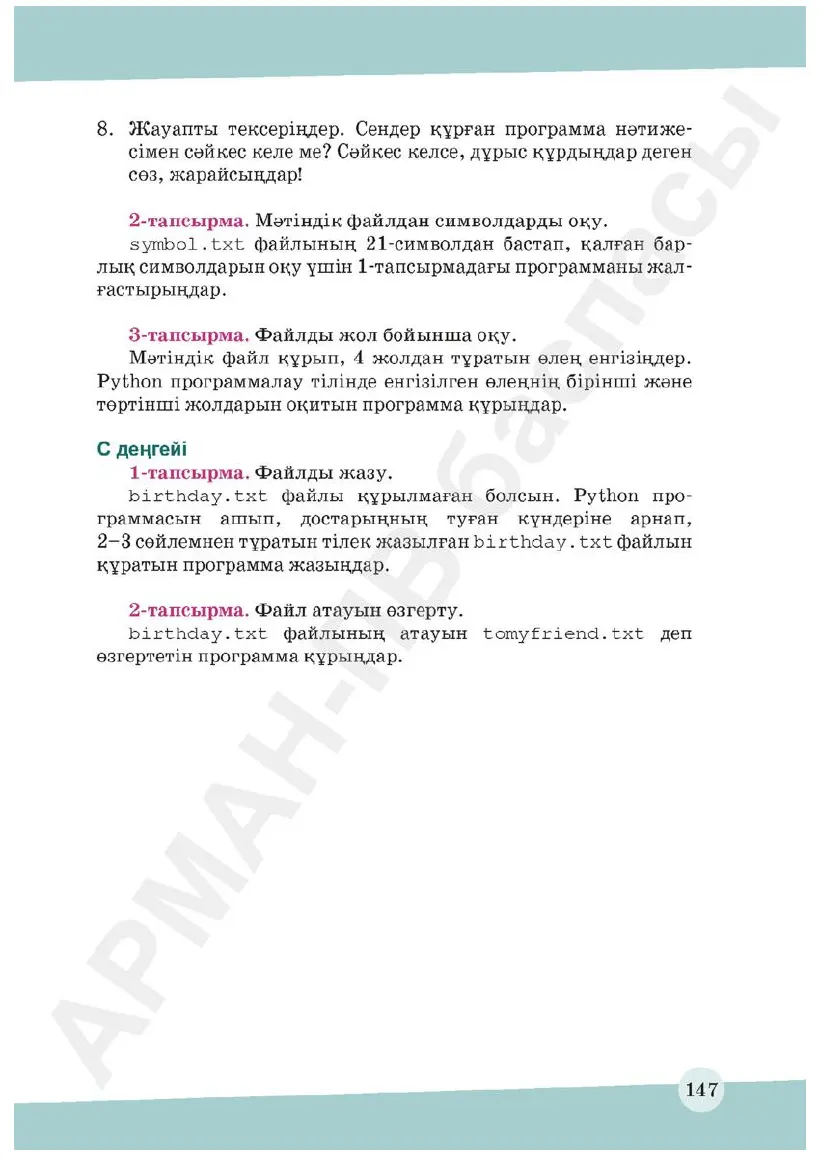 8. Жауапты тексеріңдер. Сендер құрған программа нәтиже-
сімен сәйкес келе ме? Сәйкес келсе, дұрыс құрдыңдар деген
сөз, жарайсыңдар!
2-тапсырма. Мәтіндік файлдан символдарды оқу.
symbol.txt файлының 21-символдан бастап, қалған бар-
лық символдарын оқу үшін 1-тапсырмадағы программаны жал-
ғастырыңдар.
3-тапсырма. Файлды жол бойынша оқу.
Мәтіндік файл құрып, 4 жолдан тұратын өлең енгізіңдер.
Python программалау тілінде енгізілген өлеңнің бірінші және
төртінші жолдарын оқитын программа құрыңдар.
С деңгейі
1-тапсырма. Файлды жазу.
birthday.txt файлы құрылмаған болсын. Python про-
граммасын ашып, достарыңның туған күндеріне арнап,
2–3 сөйлемнен тұратын тілек жазылған birthday.txt файлын
құратын программа жазыңдар.
2-тапсырма. Файл атауын өзгерту.
birthday.txt файлының атауын tomyfriend.txt деп
өзгертетін программа құрыңдар.
АРМАН-ПВ баспасы
147